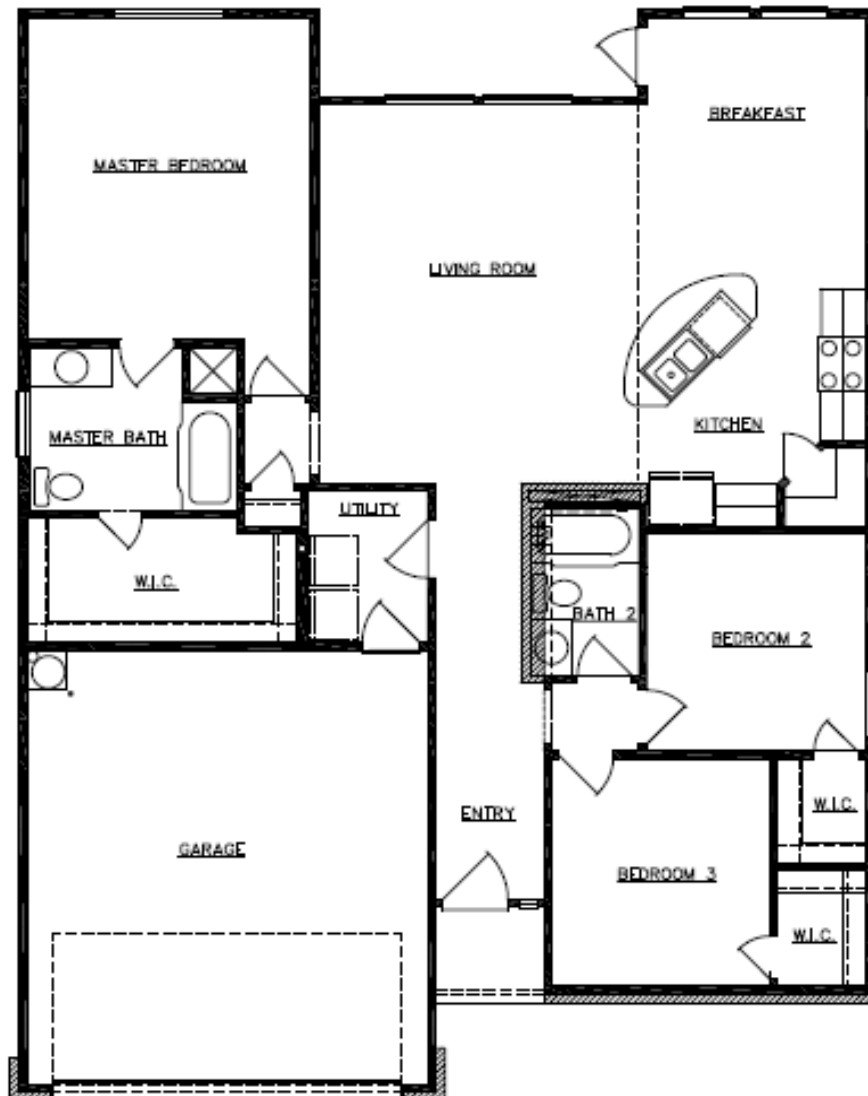 BREAKFAST
MASTER BEDROOM
LIVING ROOM
KITCHEN
MASTER BATH
UTILITY
W.I.C.
BATH 2
BEDROOM 2
W.I.C.
ENTRY
GARAGE
BEDROOM 3
W.I.C.